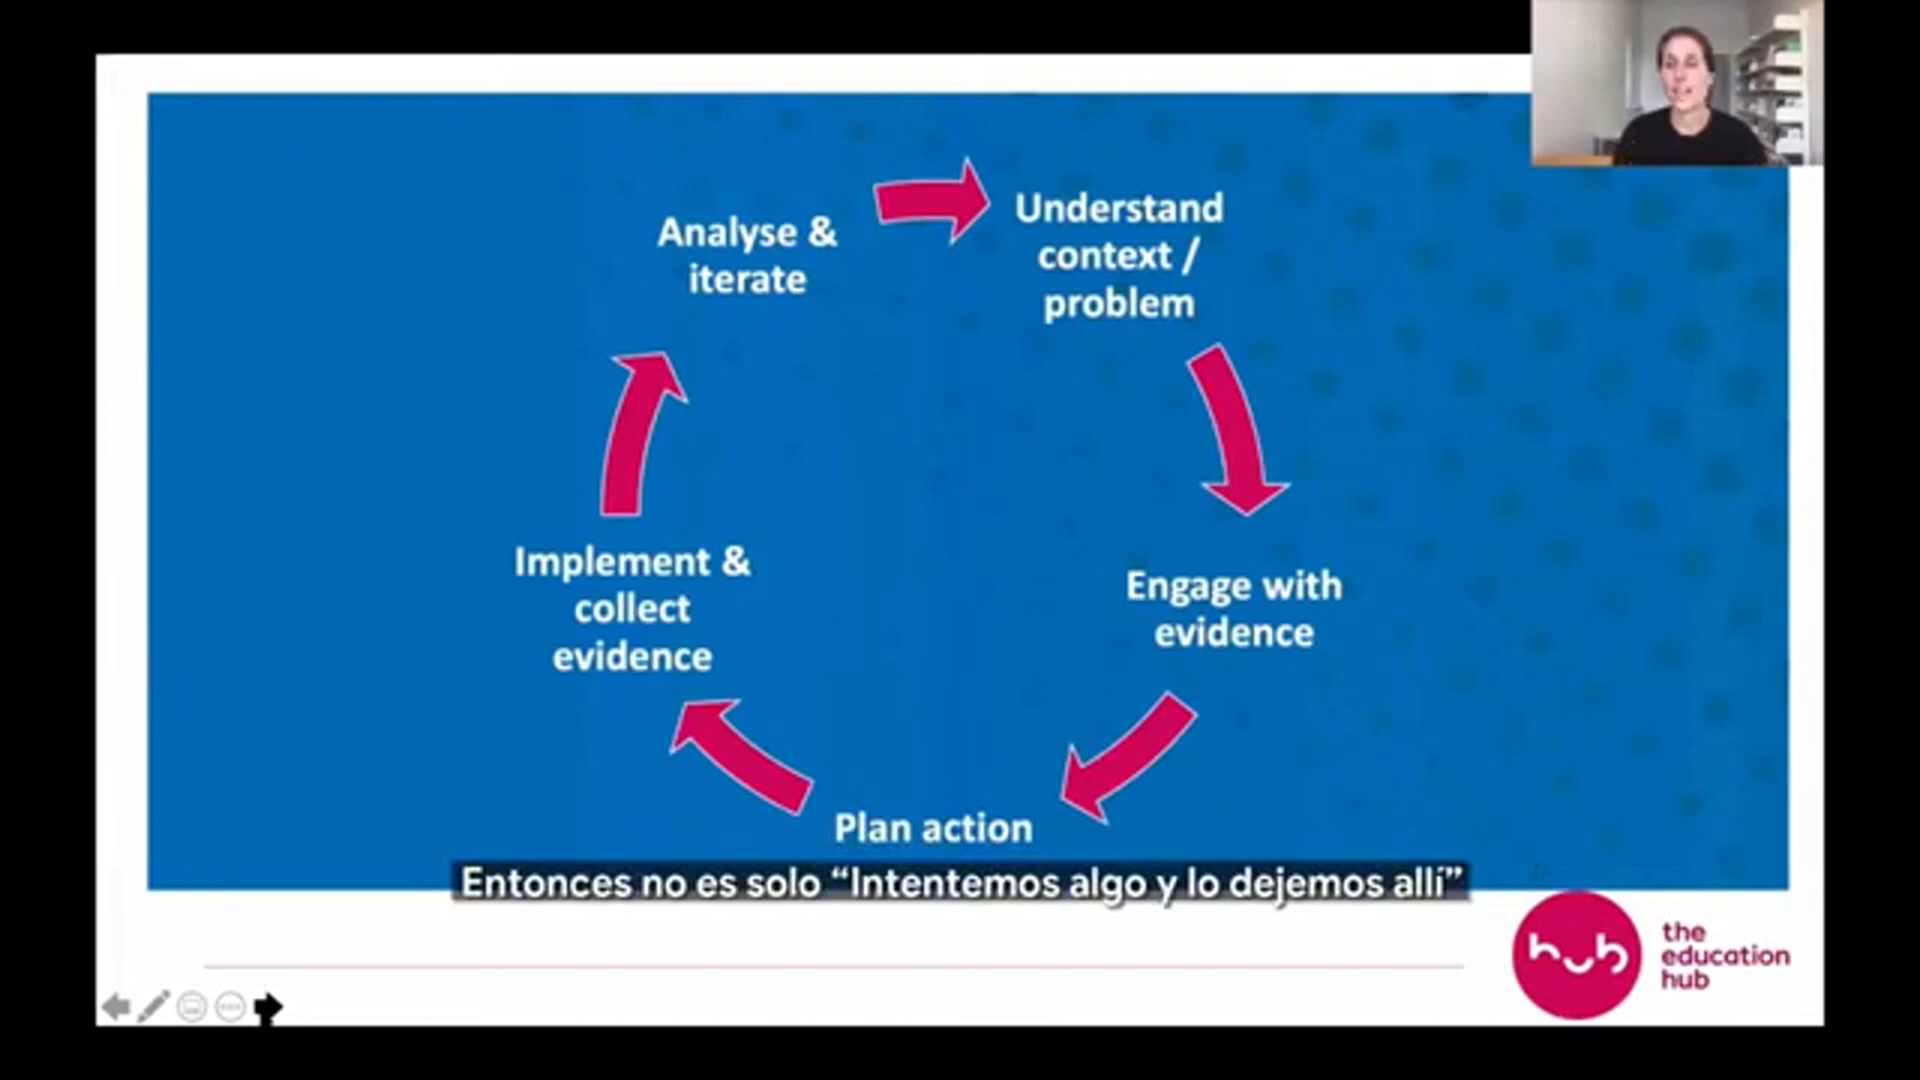 Analyse &
iterate
Understand
context /
problem
Engage with
evidence
Plan action
Implement &
collect
evidence
Entonces no es solo “Intentemos algo y lo dejemos allí”
hub
the
education
hub